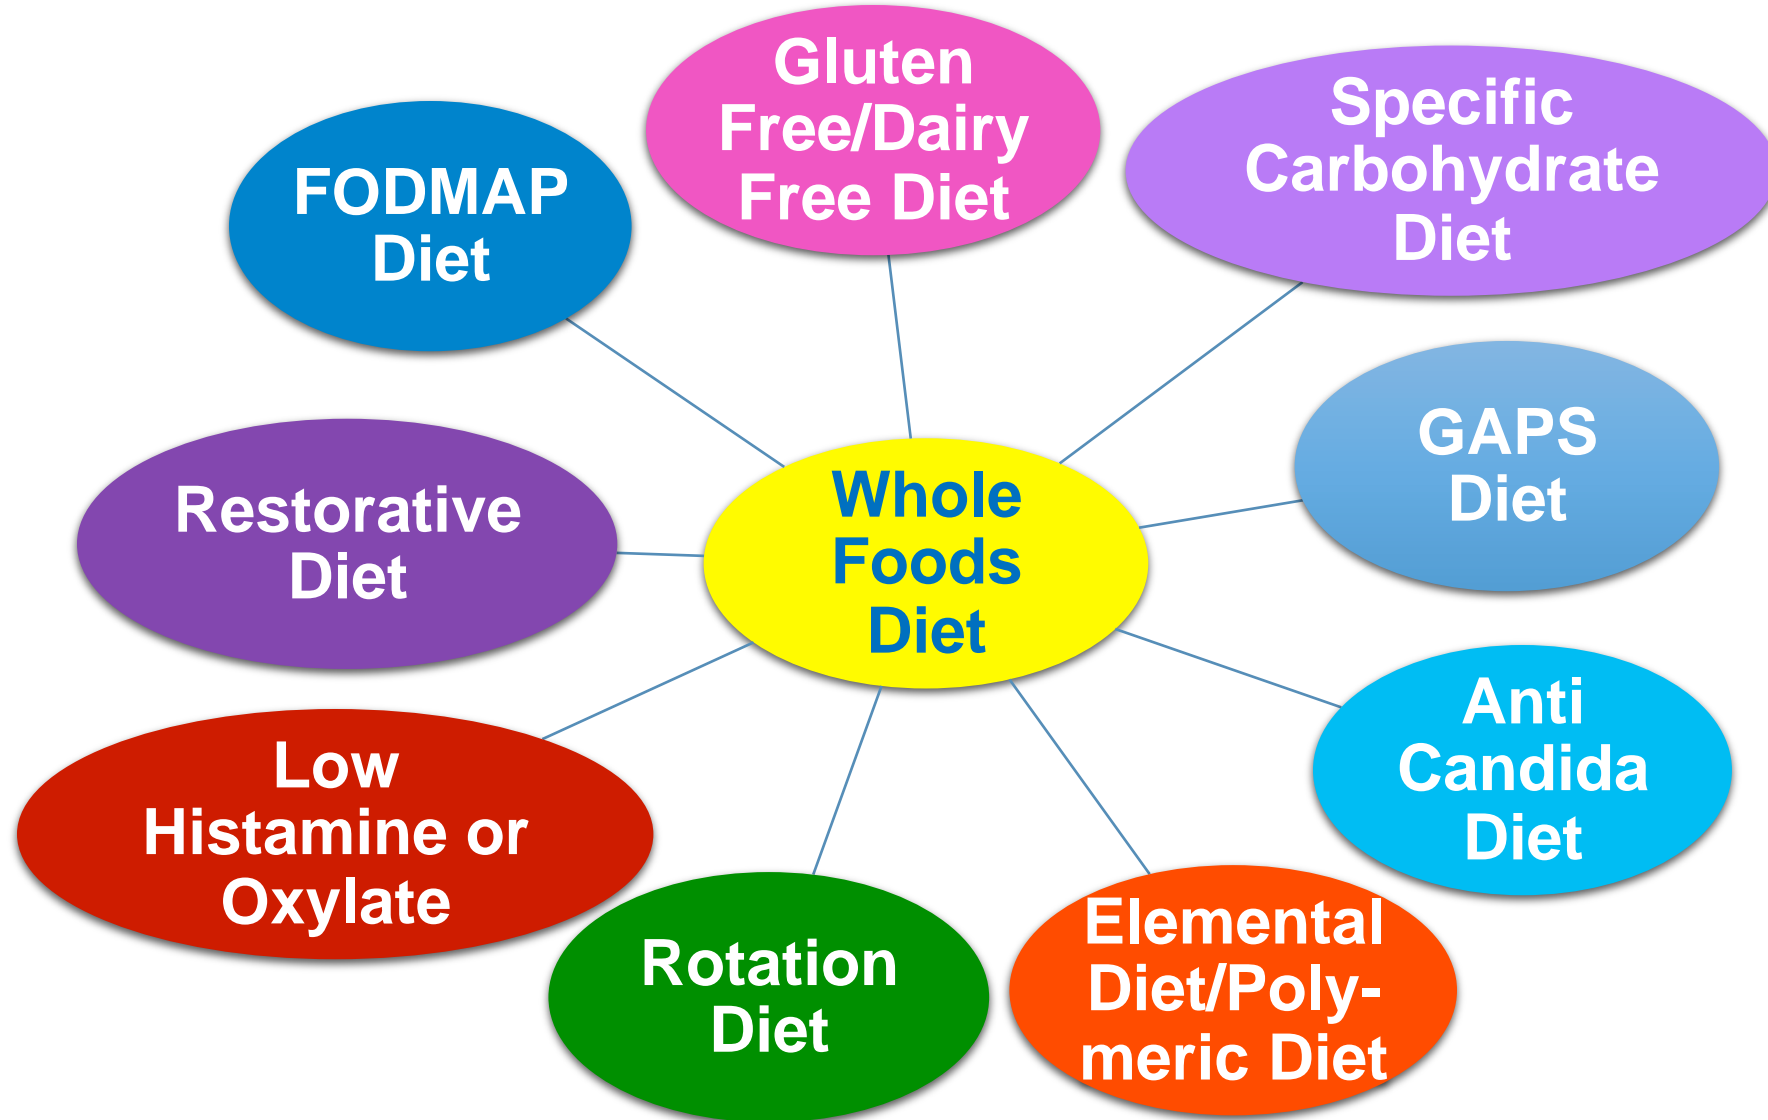 Gluten
Free/Dairy
Free Diet
Specific
Carbohydrate
Diet
FODMAP
Diet
GAPS
Diet
Whole
Foods
Diet
Restorative
Diet
Anti
Candida
Diet
Low
Histamine or
Oxylate
Elemental
Diet/Poly-
meric Diet
Rotation
Diet